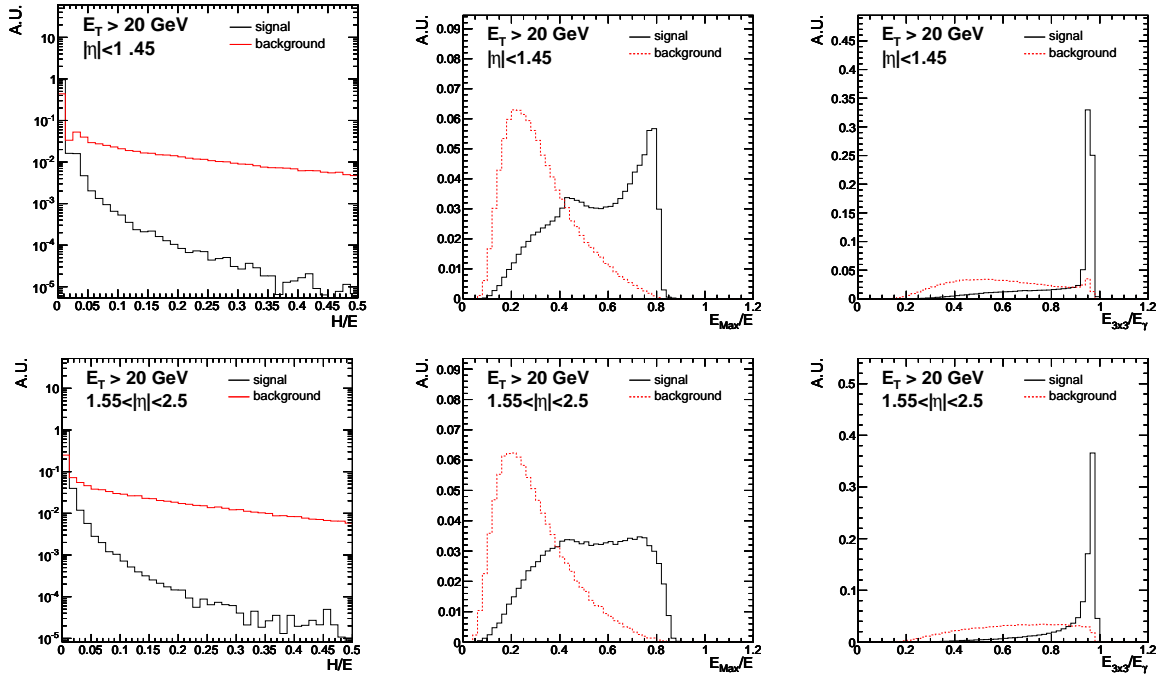 A.U.
10
1
10⁻¹
10⁻²
10⁻³
10⁻⁴
10⁻⁵
E_T > 20 GeV
|η|<1 .45
signal
background
0 0.05 0.1 0.15 0.2 0.25 0.3 0.35 0.4 0.45 0.5
H/E
A.U.
0.09
0.08
0.07
0.06
0.05
0.04
0.03
0.02
0.01
0
E_T > 20 GeV
|η|<1.45
signal
background
0 0.2 0.4 0.6 0.8 1 1.2
E_Max/E
A.U.
0.45
0.4
0.35
0.3
0.25
0.2
0.15
0.1
0.05
0
E_T > 20 GeV
|η|<1.45
signal
background
0 0.2 0.4 0.6 0.8 1 1.2
E_3x3/E_γ
A.U.
10
1
10⁻¹
10⁻²
10⁻³
10⁻⁴
10⁻⁵
E_T > 20 GeV
1.55<|η|<2.5
signal
background
0 0.05 0.1 0.15 0.2 0.25 0.3 0.35 0.4 0.45 0.5
H/E
A.U.
0.09
0.08
0.07
0.06
0.05
0.04
0.03
0.02
0.01
0
E_T > 20 GeV
1.55<|η|<2.5
signal
background
0 0.2 0.4 0.6 0.8 1 1.2
E_Max/E
A.U.
0.5
0.4
0.3
0.2
0.1
0
E_T > 20 GeV
1.55<|η|<2.5
signal
background
0 0.2 0.4 0.6 0.8 1 1.2
E_3x3/E_γ